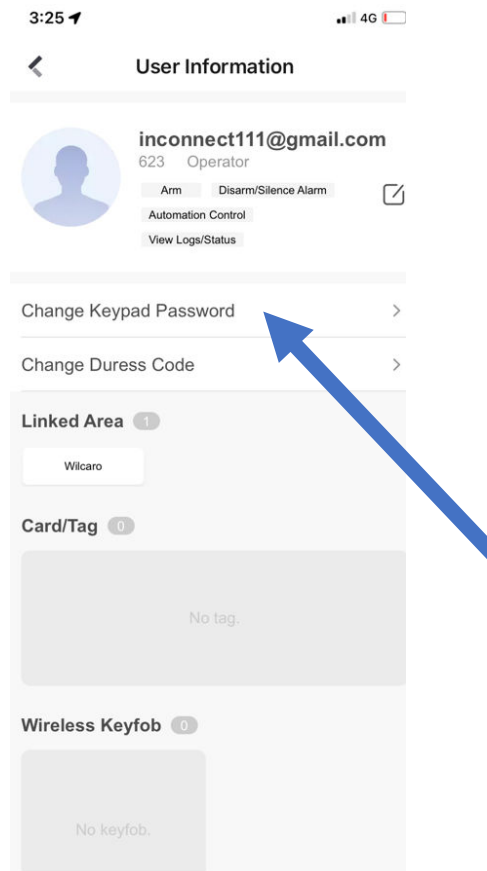 3:25
4G
User Information
inconnect111@gmail.com
623 Operator
Arm Disarm/Silence Alarm
Automation Control
View Logs/Status
Change Keypad Password
Change Duress Code
Linked Area 1
Wilcaro
Card/Tag 0
No tag.
Wireless Keyfob 0
No keyfob.